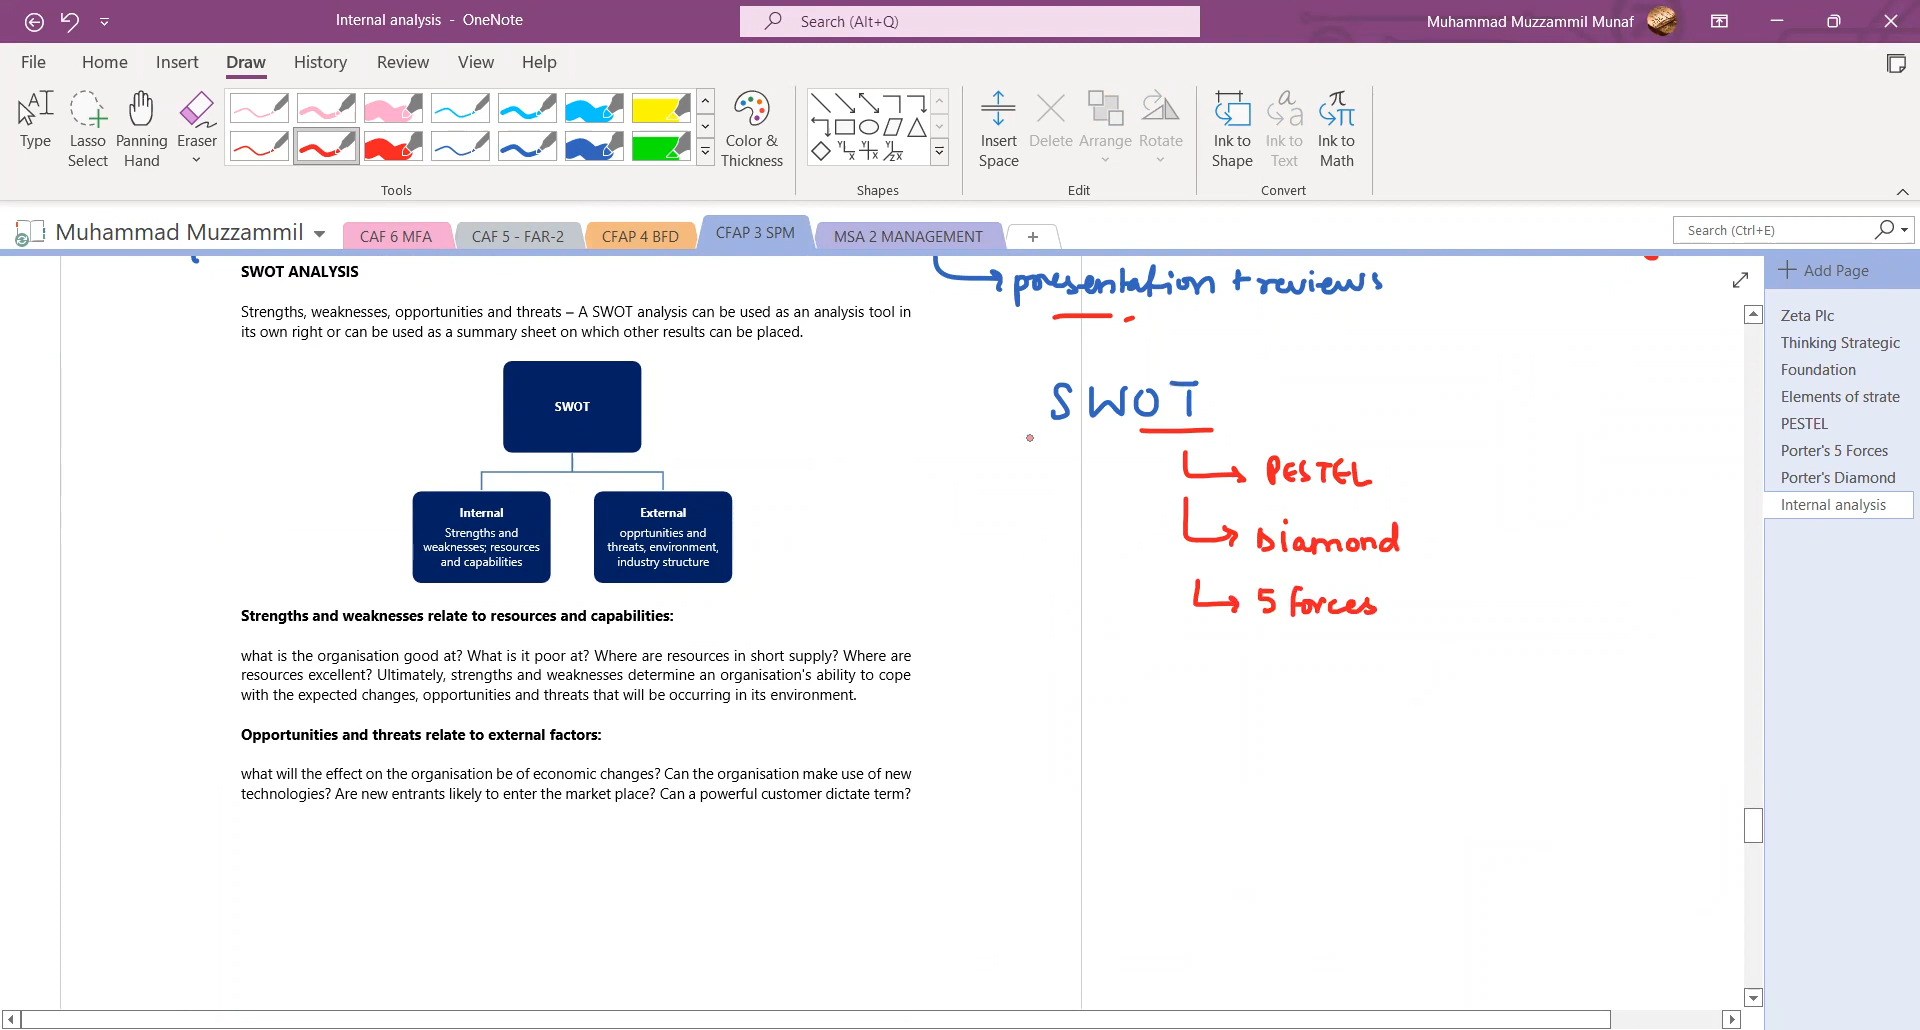 Internal analysis - OneNote
Search (Alt+Q)
Muhammad Muzzammil Munaf
File Home Insert Draw History Review View Help
Type
Lasso Select
Panning Hand
Eraser
Color & Thickness
Insert Space
Delete
Arrange
Rotate
Ink to Shape
Ink to Text
Ink to Math
Tools
Shapes
Edit
Convert
Muhammad Muzzammil
CAF 6 MFA
CAF 5 - FAR-2
CFAP 4 BFD
CFAP 3 SPM
MSA 2 MANAGEMENT
Search (Ctrl+E)
SWOT ANALYSIS
Strengths, weaknesses, opportunities and threats – A SWOT analysis can be used as an analysis tool in
its own right or can be used as a summary sheet on which other results can be placed.
SWOT
Internal
Strengths and
weaknesses; resources
and capabilities
External
opprtunities and
threats, environment,
industry structure
Strengths and weaknesses relate to resources and capabilities:
what is the organisation good at? What is it poor at? Where are resources in short supply? Where are
resources excellent? Ultimately, strengths and weaknesses determine an organisation's ability to cope
with the expected changes, opportunities and threats that will be occurring in its environment.
Opportunities and threats relate to external factors:
what will the effect on the organisation be of economic changes? Can the organisation make use of new
technologies? Are new entrants likely to enter the market place? Can a powerful customer dictate term?
presentation + reviews
SWOT
PESTEL
Diamond
5 forces
Add Page
Zeta Plc
Thinking Strategic
Foundation
Elements of strate
PESTEL
Porter's 5 Forces
Porter's Diamond
Internal analysis